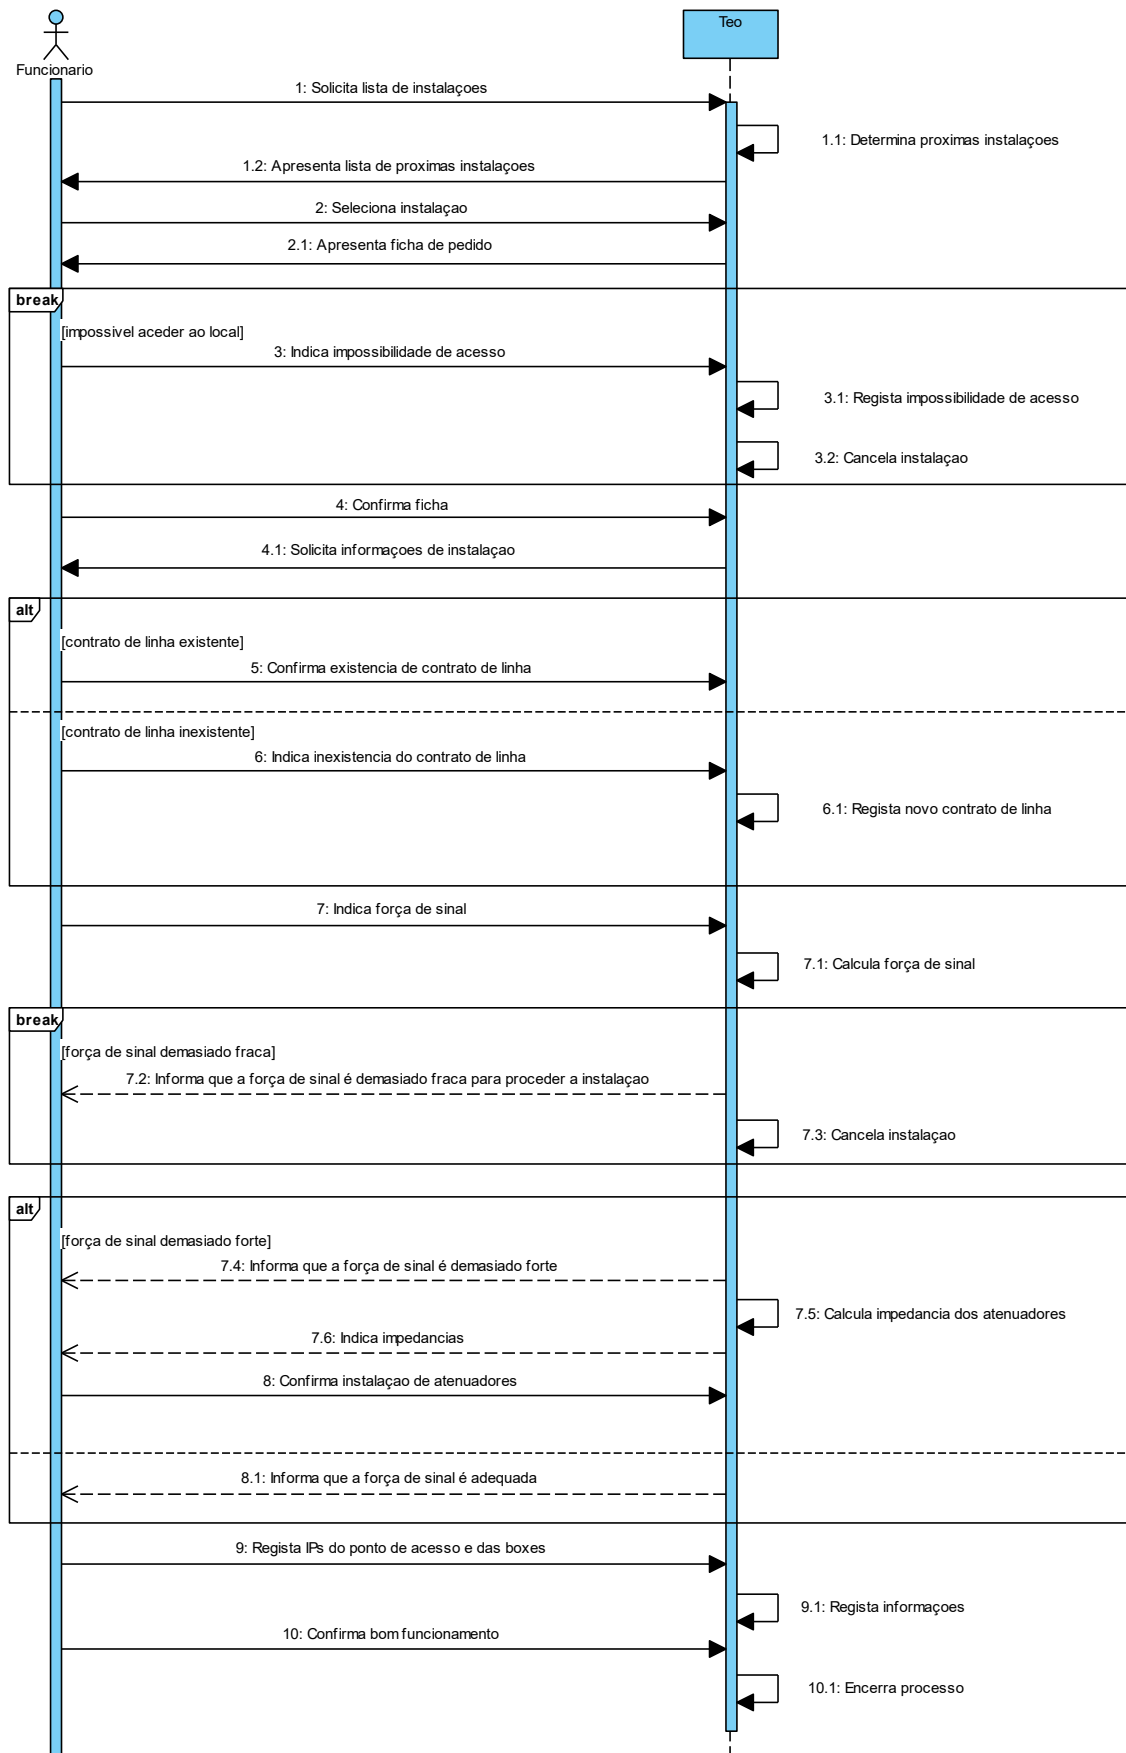 Teo
Funcionario
1: Solicita lista de instalaçoes
1.1: Determina proximas instalaçoes
1.2: Apresenta lista de proximas instalaçoes
2: Seleciona instalaçao
2.1: Apresenta ficha de pedido
break
[impossivel aceder ao local]
3: Indica impossibilidade de acesso
3.1: Regista impossibilidade de acesso
3.2: Cancela instalaçao
4: Confirma ficha
4.1: Solicita informaçoes de instalaçao
alt
[contrato de linha existente]
5: Confirma existencia de contrato de linha
[contrato de linha inexistente]
6: Indica inexistencia do contrato de linha
6.1: Regista novo contrato de linha
7: Indica força de sinal
7.1: Calcula força de sinal
break
[força de sinal demasiado fraca]
7.2: Informa que a força de sinal é demasiado fraca para proceder a instalaçao
7.3: Cancela instalaçao
alt
[força de sinal demasiado forte]
7.4: Informa que a força de sinal é demasiado forte
7.5: Calcula impedancia dos atenuadores
7.6: Indica impedancias
8: Confirma instalaçao de atenuadores
8.1: Informa que a força de sinal é adequada
9: Regista IPs do ponto de acesso e das boxes
9.1: Regista informaçoes
10: Confirma bom funcionamento
10.1: Encerra processo